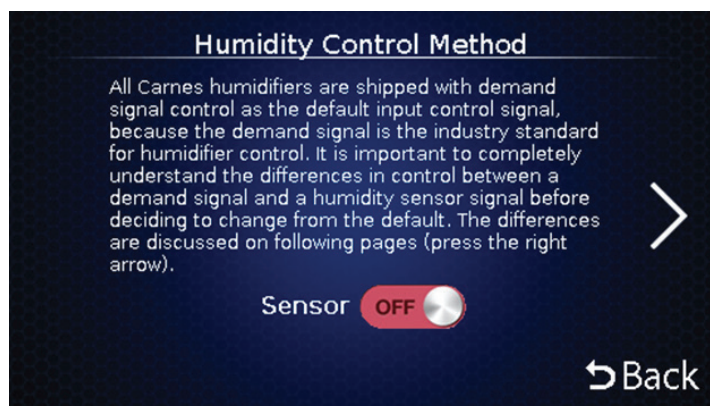 Humidity Control Method
All Carnes humidifiers are shipped with demand
signal control as the default input control signal,
because the demand signal is the industry standard
for humidifier control. It is important to completely
understand the differences in control between a
demand signal and a humidity sensor signal before
deciding to change from the default. The differences
are discussed on following pages (press the right
arrow).
Sensor OFF
Back